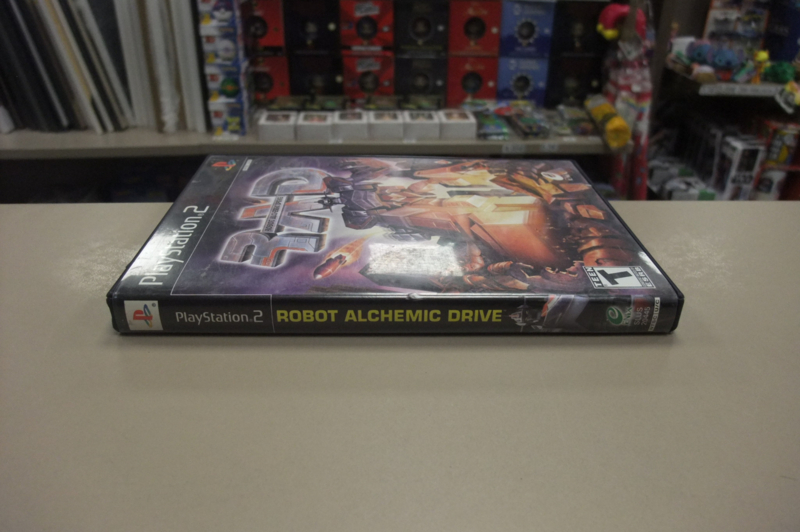 PlayStation.2
RAD
TEEN
T
PlayStation.2
ROBOT ALCHEMIC DRIVE